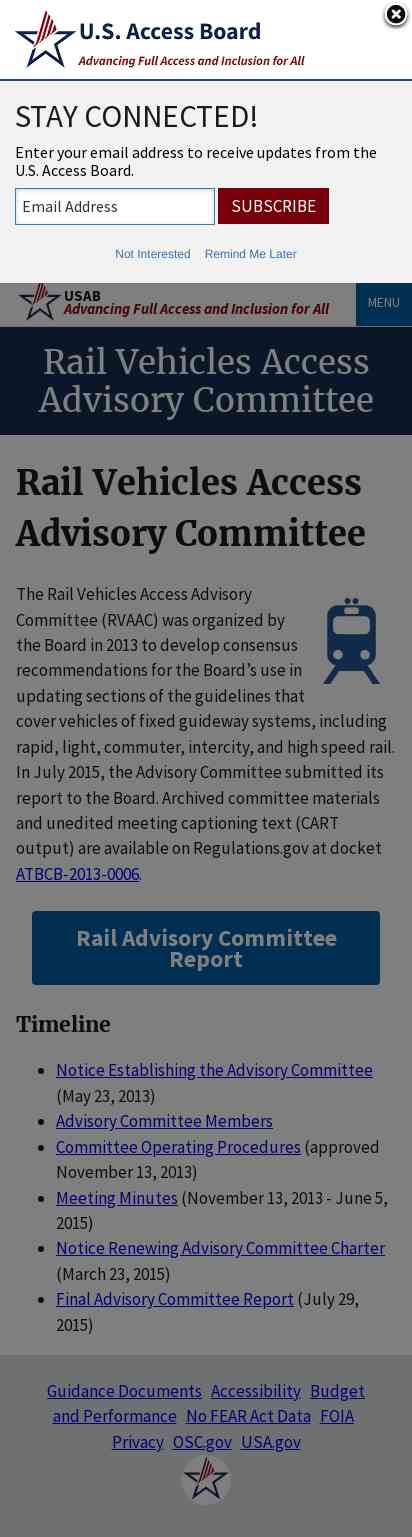 U.S. Access Board
Advancing Full Access and Inclusion for All
STAY CONNECTED!
Enter your email address to receive updates from the
U.S. Access Board.
Email Address
SUBSCRIBE
Not Interested Remind Me Later
USAB
Advancing Full Access and Inclusion for All
MENU
Rail Vehicles Access
Advisory Committee
Rail Vehicles Access
Advisory Committee
The Rail Vehicles Access Advisory
Committee (RVAAC) was organized by
the Board in 2013 to develop consensus
recommendations for the Board’s use in
updating sections of the guidelines that
cover vehicles of fixed guideway systems, including
rapid, light, commuter, intercity, and high speed rail.
In July 2015, the Advisory Committee submitted its
report to the Board. Archived committee materials
and unedited meeting captioning text (CART
output) are available on Regulations.gov at docket
ATBCB-2013-0006.
Rail Advisory Committee
Report
Timeline
• Notice Establishing the Advisory Committee
(May 23, 2013)
• Advisory Committee Members
• Committee Operating Procedures (approved
November 13, 2013)
• Meeting Minutes (November 13, 2013 - June 5,
2015)
• Notice Renewing Advisory Committee Charter
(March 23, 2015)
• Final Advisory Committee Report (July 29,
2015)
Guidance Documents Accessibility Budget
and Performance No FEAR Act Data FOIA
Privacy OSC.gov USA.gov